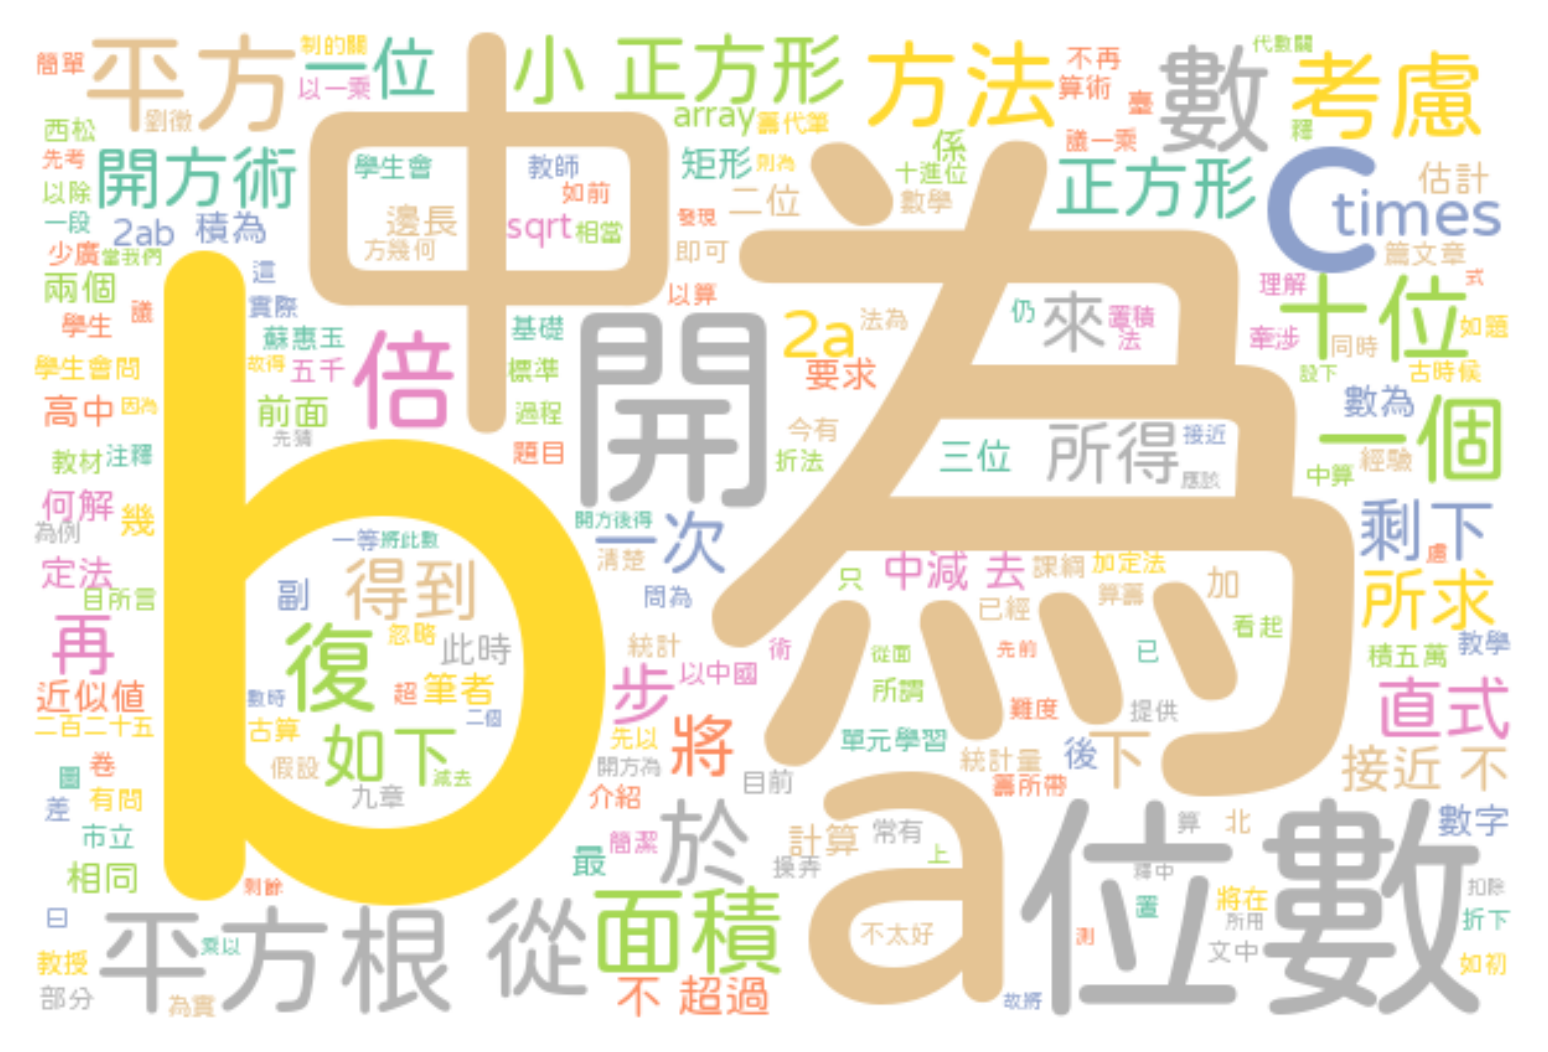 簡單 平方 制的關 一位 小 正方形 方法 不再 數 代數關 考慮
以一乘 劉徽 算術 臺
西松 array 籌代筆 議一乘 釋
先考 開方術 中 學生會 教師 矩形 則為 係 十進位 正方形 C 估計
以除 如前 二位 數學 times
一段 2ab 積為 邊長 sqrt 相當 發現
少廣 當我們 方幾何 即可 為 篇文章
兩個 這 以算 理解 式
學生 議 實際 基礎 開 2a 法為 仍 來 置積 十位 如題
蘇惠玉 法 牽涉 同時
學生會問 故得 五千 倍 標準 要求 設下 古時候
高中 因為 前面 過程 今有 數為 一個
先猜 題目 折法 三位 所得 接近 中算 經驗
教材 注釋 應該
何解 幾 b 剩下
為例 一等 將此數 開方後得 一次 慮
定法 得到 清楚 只 中減 去 課綱 加定法 加 所求
目所言 副 問為 已經 算籌
再 復 忽略 此時 統計 術 從面 先前 已 看起 積五萬 教學
近似值 數時 超 筆者 步 以中國 所謂 難度 提供 直式
二百二十五 古算 二個 先以 將 單元學習
卷 假設 如下 減去 開方為 目前 統計量 後 下 接近 不
圖 九章 介紹 籌所帶
差 有問 a 位數 數字
市立 簡潔 於 計算 常有 算 北
相同 最 操弄 上 釋中
剩餘 面積 置 將在 扣除
日 平方根 從 所用 折下
教授 乘以 不太好 測 文中 如初
部分 為實 不 超過 故將